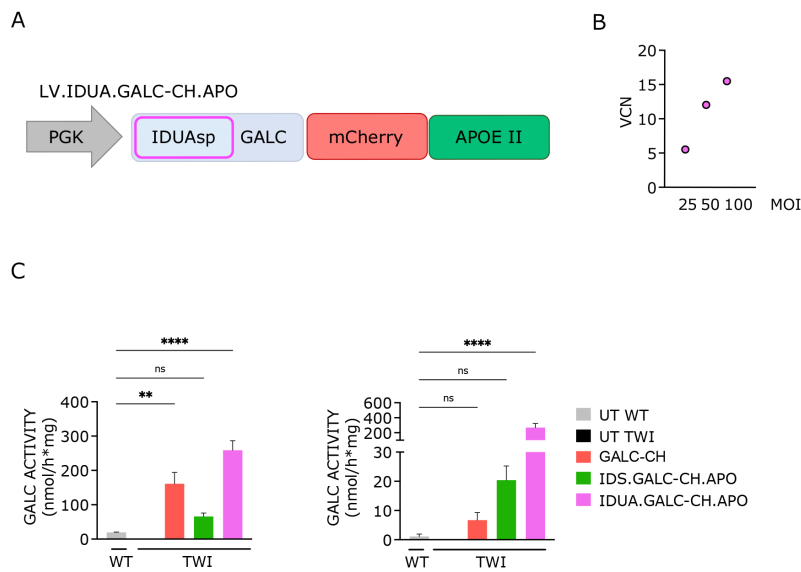 A
LV.IDUA.GALC-CH.APO
PGK
IDUAsp
GALC
mCherry
APOE II
B
20
15
10
5
0
VCN
25 50 100
MOI
C
****
ns
**
400
300
200
100
0
GALC ACTIVITY
(nmol/h*mg)
WT
TWI
****
ns
ns
600
400
200
30
20
10
0
GALC ACTIVITY
(nmol/h*mg)
WT
TWI
UT WT
UT TWI
GALC-CH
IDS.GALC-CH.APO
IDUA.GALC-CH.APO